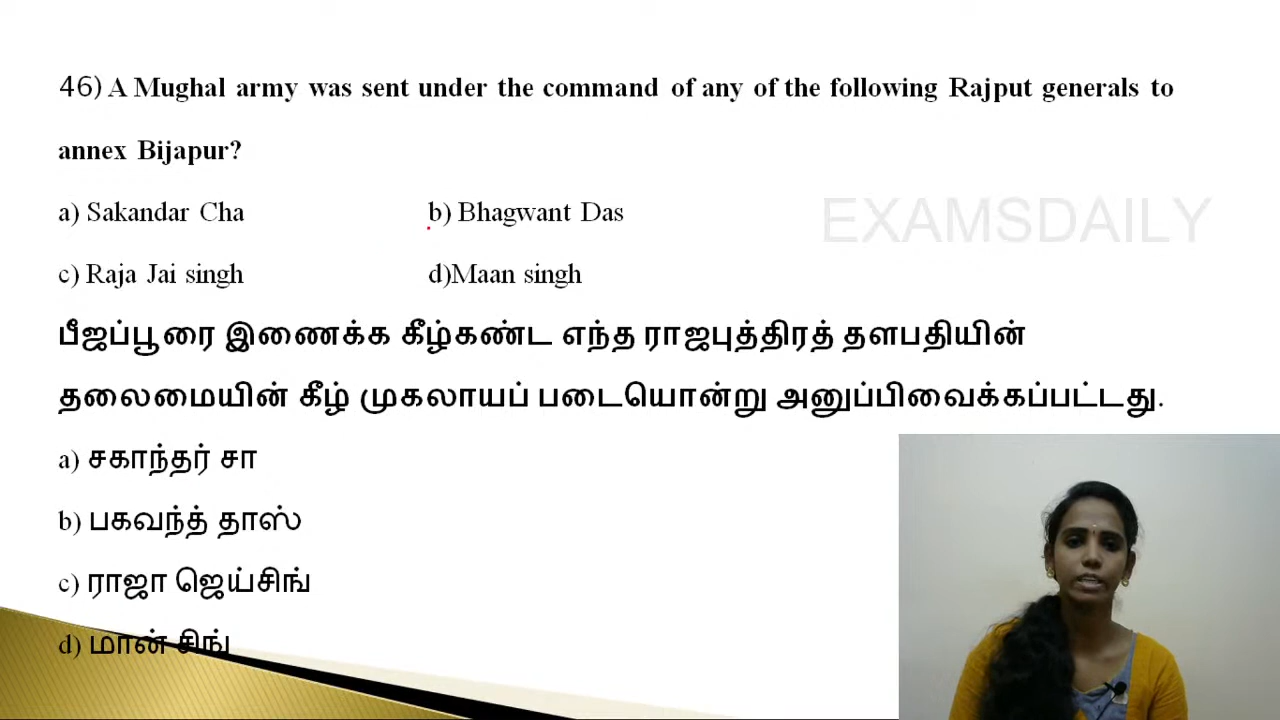 46) A Mughal army was sent under the command of any of the following Rajput generals to
annex Bijapur?
a) Sakandar Cha b) Bhagwant Das
EXAMSDAILY
c) Raja Jai singh d)Maan singh
பீஜப்பூரை இணைக்க கீழ்கண்ட எந்த ராஜபுத்திரத் தளபதியின்
தலைமையின் கீழ் முகலாயப் படையொன்று அனுப்பிவைக்கப்பட்டது.
a) சகாந்தர் சா
b) பகவந்த் தாஸ்
c) ராஜா ஜெய்சிங்
d) மான் சிங்